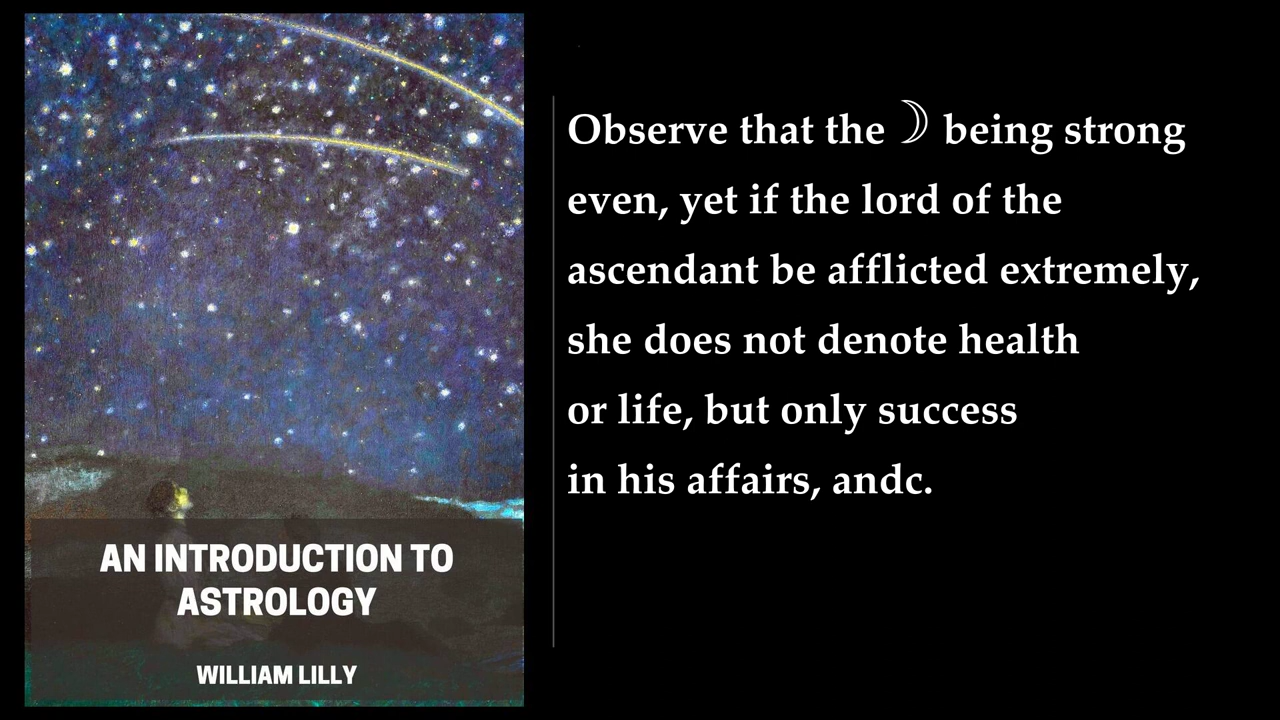 AN INTRODUCTION TO
ASTROLOGY
WILLIAM LILLY
Observe that the ☽ being strong
even, yet if the lord of the
ascendant be afflicted extremely,
she does not denote health
or life, but only success
in his affairs, andc.